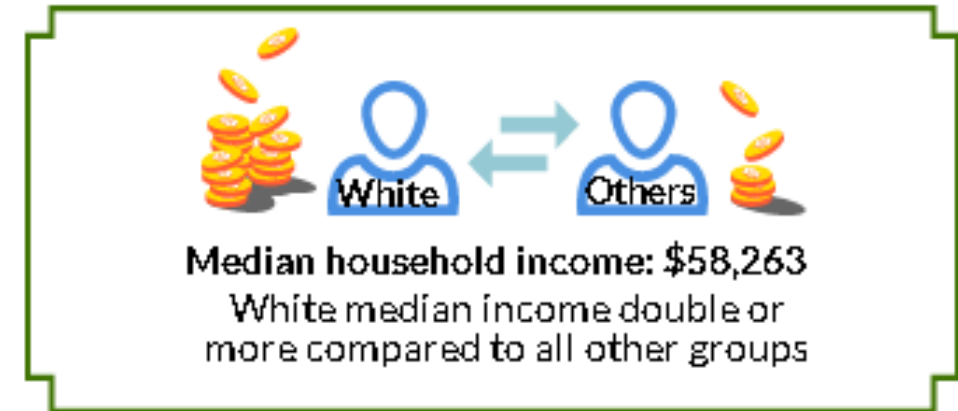 White
Others
Median household income: $58,263
White median income double or
more compared to all other groups